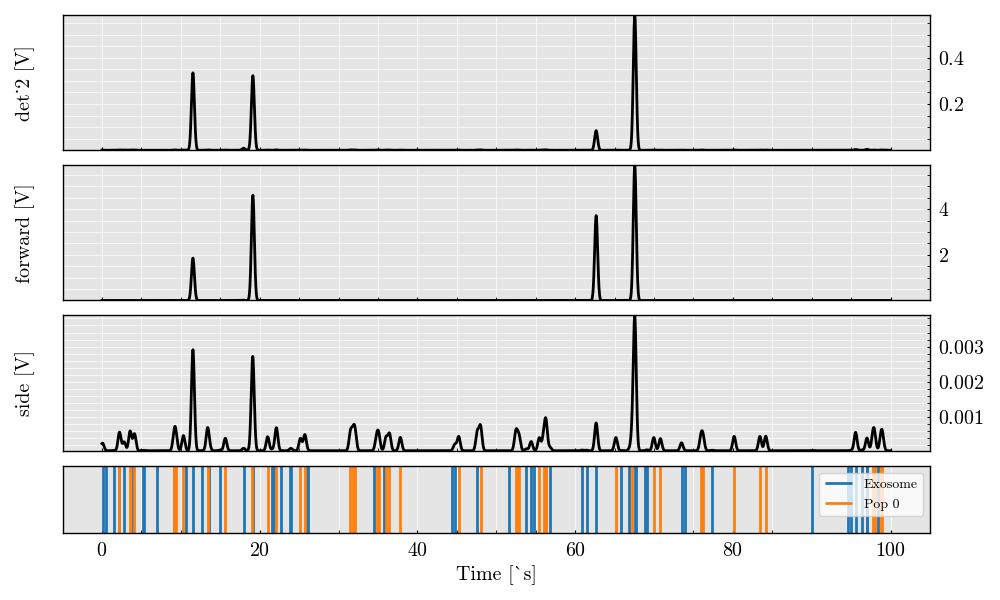 det˙2 [V]
0.4
0.2
forward [V]
4
2
side [V]
0.003
0.002
0.001
Exosome
Pop 0
0 20 40 60 80 100
Time [`s]